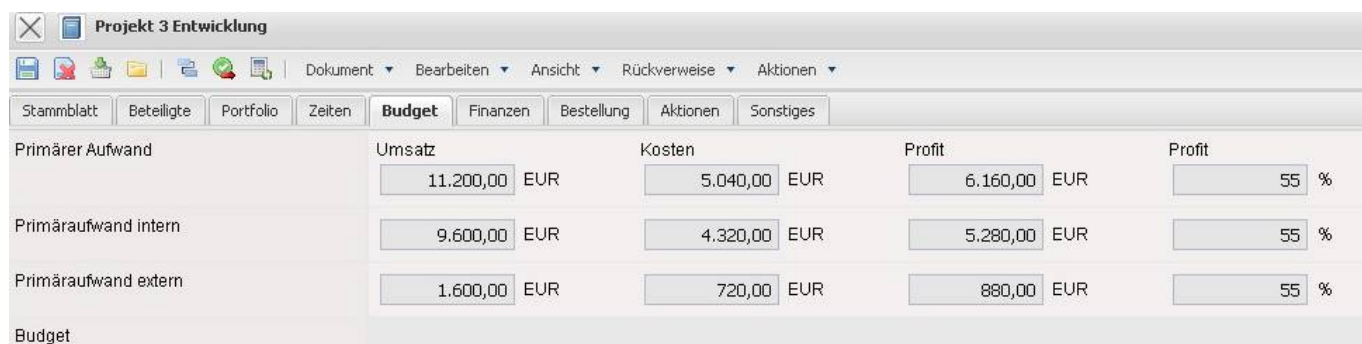 Projekt 3 Entwicklung
Dokument Bearbeiten Ansicht Rückverweise Aktionen
Stammblatt Beteiligte Portfolio Zeiten Budget Finanzen Bestellung Aktionen Sonstiges
Primärer Aufwand Umsatz Kosten Profit Profit
11.200,00 EUR 5.040,00 EUR 6.160,00 EUR 55 %
Primäraufwand intern 9.600,00 EUR 4.320,00 EUR 5.280,00 EUR 55 %
Primäraufwand extern 1.600,00 EUR 720,00 EUR 880,00 EUR 55 %
Budget